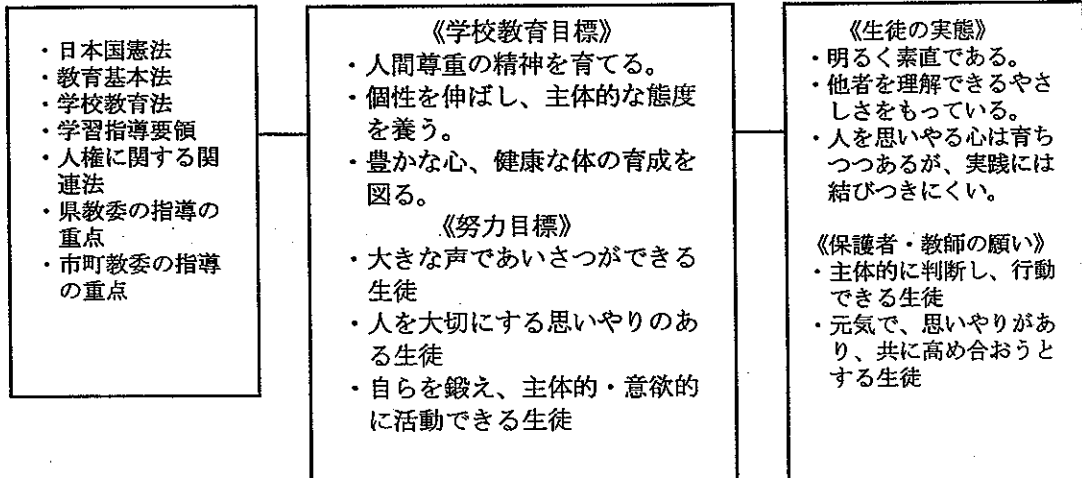 ・日本国憲法
・教育基本法
・学校教育法
・学習指導要領
・人権に関する関
連法
・県教委の指導の
重点
・市町教委の指導
の重点
《学校教育目標》
・人間尊重の精神を育てる。
・個性を伸ばし、主体的な態度
を養う。
・豊かな心、健康な体の育成を
図る。
《努力目標》
・大きな声であいさつができる
生徒
・人を大切にする思いやりのあ
る生徒
・自らを鍛え、主体的・意欲的
に活動できる生徒
《生徒の実態》
・明るく素直である。
・他者を理解できるやさ
しさをもっている。
・人を思いやる心は育ち
つつあるが、実践には
結びつきにくい。
《保護者・教師の願い》
・主体的に判断し、行動
できる生徒
・元気で、思いやりがあ
り、共に高め合おうと
する生徒